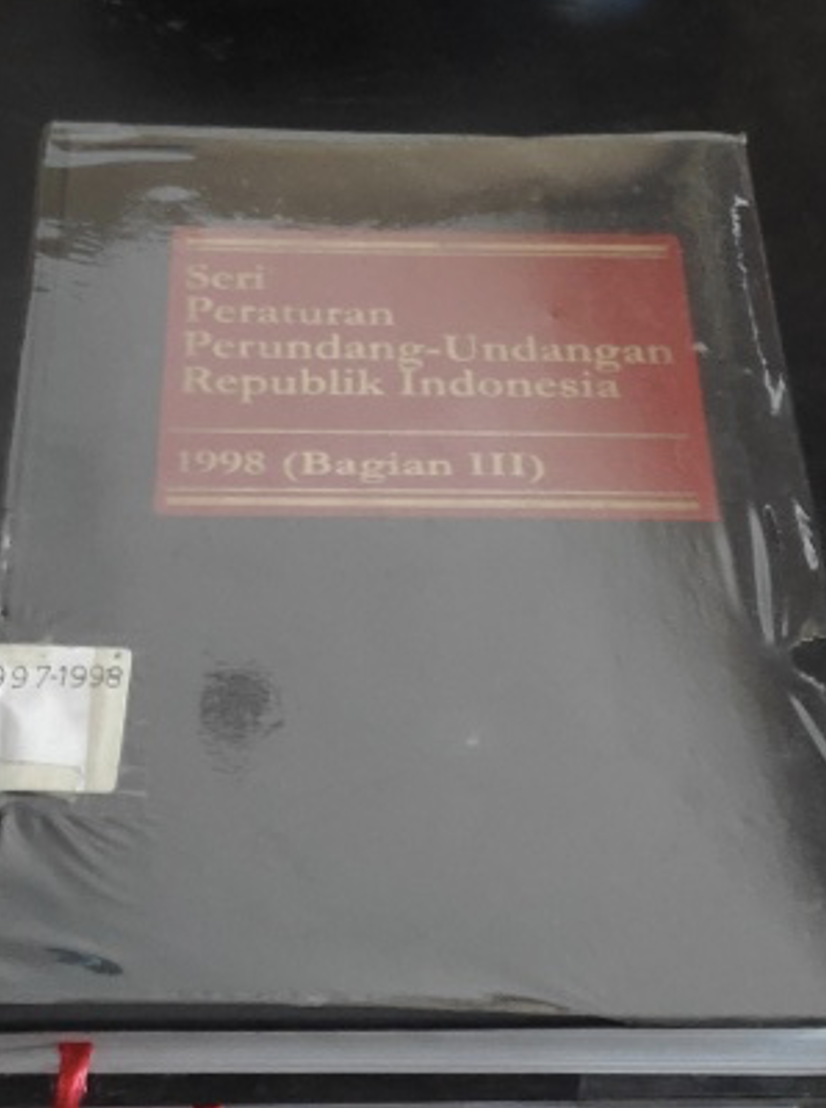 Seri
Peraturan
Perundang-Undangan
Republik Indonesia
1998 (Bagian III)
997-1998